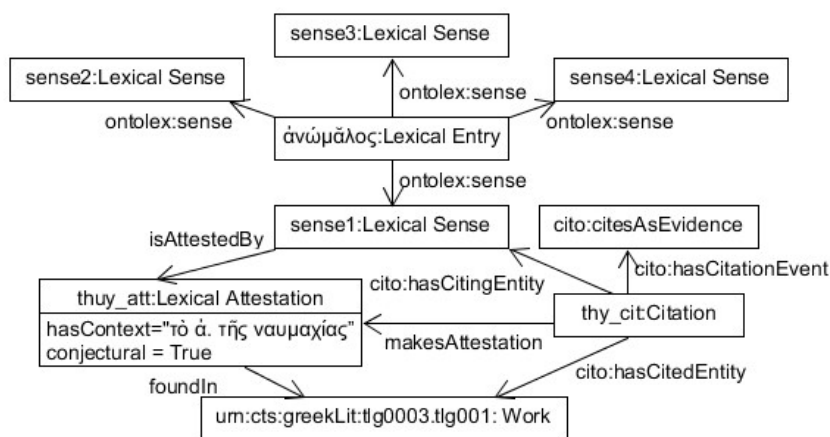 sense3:Lexical Sense
sense2:Lexical Sense
sense4:Lexical Sense
ontolex:sense
ontolex:sense
ontolex:sense
ἀνώμᾰλος:Lexical Entry
ontolex:sense
sense1:Lexical Sense
cito:citesAsEvidence
isAttestedBy
cito:hasCitingEntity
cito:hasCitationEvent
thuy_att:Lexical Attestation
hasContext="τὸ ἀ. τῆς ναυμαχίας"
conjectural = True
thy_cit:Citation
makesAttestation
foundIn
cito:hasCitedEntity
urn:cts:greekLit:tlg0003.tlg001: Work